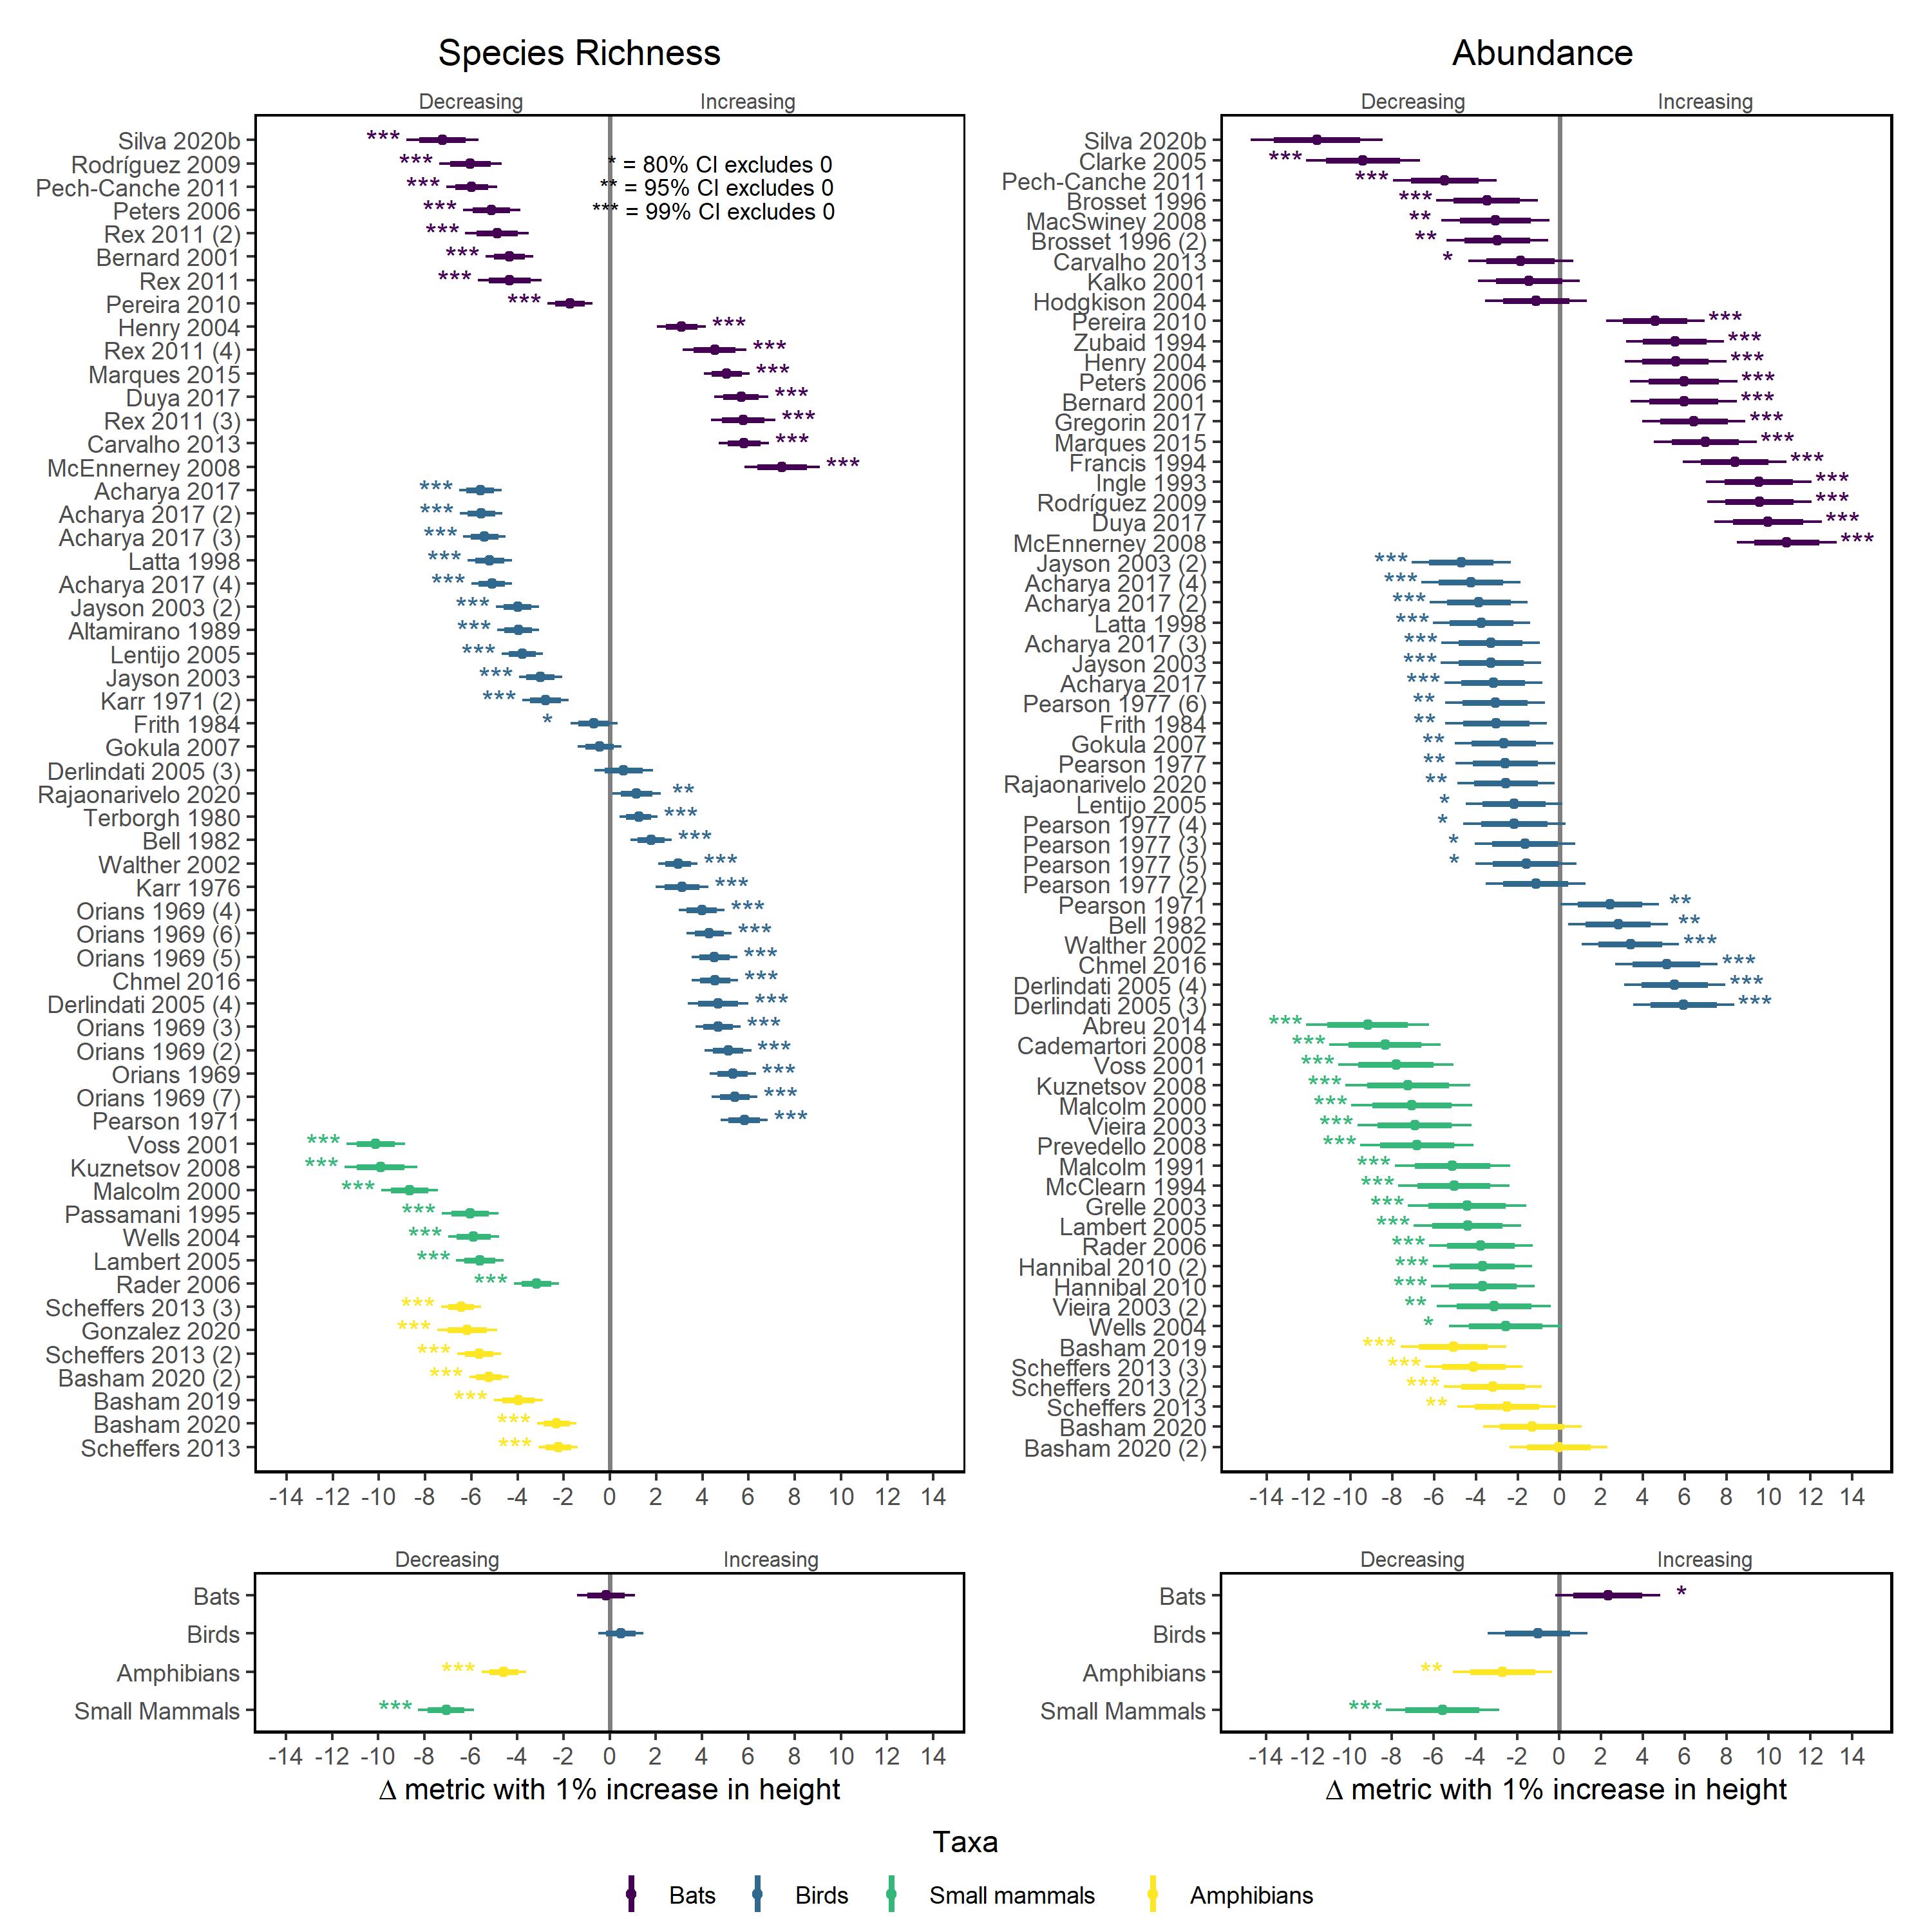 Species Richness
Decreasing Increasing
Silva 2020b ***
Rodríguez 2009 *** * = 80% CI excludes 0
Pech-Canche 2011 *** ** = 95% CI excludes 0
Peters 2006 *** *** = 99% CI excludes 0
Rex 2011 (2) ***
Bernard 2001 ***
Rex 2011 ***
Pereira 2010 ***
Henry 2004 ***
Rex 2011 (4) ***
Marques 2015 ***
Duya 2017 ***
Rex 2011 (3) ***
Carvalho 2013 ***
McEnnerney 2008 ***
Acharya 2017 ***
Acharya 2017 (2) ***
Acharya 2017 (3) ***
Latta 1998 ***
Acharya 2017 (4) ***
Jayson 2003 (2) ***
Altamirano 1989 ***
Lentijo 2005 ***
Jayson 2003 ***
Karr 1971 (2) ***
Frith 1984 *
Gokula 2007
Derlindati 2005 (3)
Rajaonarivelo 2020 **
Terborgh 1980 ***
Bell 1982 ***
Walther 2002 ***
Karr 1976 ***
Orians 1969 (4) ***
Orians 1969 (6) ***
Orians 1969 (5) ***
Chmel 2016 ***
Derlindati 2005 (4) ***
Orians 1969 (3) ***
Orians 1969 (2) ***
Orians 1969 ***
Orians 1969 (7) ***
Pearson 1971 ***
Voss 2001 ***
Kuznetsov 2008 ***
Malcolm 2000 ***
Passamani 1995 ***
Wells 2004 ***
Lambert 2005 ***
Rader 2006 ***
Scheffers 2013 (3) ***
Gonzalez 2020 ***
Scheffers 2013 (2) ***
Basham 2020 (2) ***
Basham 2019 ***
Basham 2020 ***
Scheffers 2013 ***
-14 -12 -10 -8 -6 -4 -2 0 2 4 6 8 10 12 14
Abundance
Decreasing Increasing
Silva 2020b
Clarke 2005 ***
Pech-Canche 2011 ***
Brosset 1996 ***
MacSwiney 2008 **
Brosset 1996 (2) **
Carvalho 2013 *
Kalko 2001
Hodgkison 2004
Pereira 2010 ***
Zubaid 1994 ***
Henry 2004 ***
Peters 2006 ***
Bernard 2001 ***
Gregorin 2017 ***
Marques 2015 ***
Francis 1994 ***
Ingle 1993 ***
Rodríguez 2009 ***
Duya 2017 ***
McEnnerney 2008 ***
Jayson 2003 (2) ***
Acharya 2017 (4) ***
Acharya 2017 (2) ***
Latta 1998 ***
Acharya 2017 (3) ***
Jayson 2003 ***
Acharya 2017 ***
Pearson 1977 (6) **
Frith 1984 **
Gokula 2007 **
Pearson 1977 **
Rajaonarivelo 2020 **
Lentijo 2005 *
Pearson 1977 (4) *
Pearson 1977 (3) *
Pearson 1977 (5) *
Pearson 1977 (2)
Pearson 1971 **
Bell 1982 **
Walther 2002 ***
Chmel 2016 ***
Derlindati 2005 (4) ***
Derlindati 2005 (3) ***
Abreu 2014 ***
Cademartori 2008 ***
Voss 2001 ***
Kuznetsov 2008 ***
Malcolm 2000 ***
Vieira 2003 ***
Prevedello 2008 ***
Malcolm 1991 ***
McClearn 1994 ***
Grelle 2003 ***
Lambert 2005 ***
Rader 2006 ***
Hannibal 2010 (2) ***
Hannibal 2010 ***
Vieira 2003 (2) **
Wells 2004 *
Basham 2019 ***
Scheffers 2013 (3) ***
Scheffers 2013 (2) ***
Scheffers 2013 **
Basham 2020
Basham 2020 (2)
-14 -12 -10 -8 -6 -4 -2 0 2 4 6 8 10 12 14
Decreasing Increasing
Bats
Birds
Amphibians ***
Small Mammals ***
-14 -12 -10 -8 -6 -4 -2 0 2 4 6 8 10 12 14
Δ metric with 1% increase in height
Decreasing Increasing
Bats *
Birds
Amphibians **
Small Mammals ***
-14 -12 -10 -8 -6 -4 -2 0 2 4 6 8 10 12 14
Δ metric with 1% increase in height
Taxa
Bats Birds Small mammals Amphibians